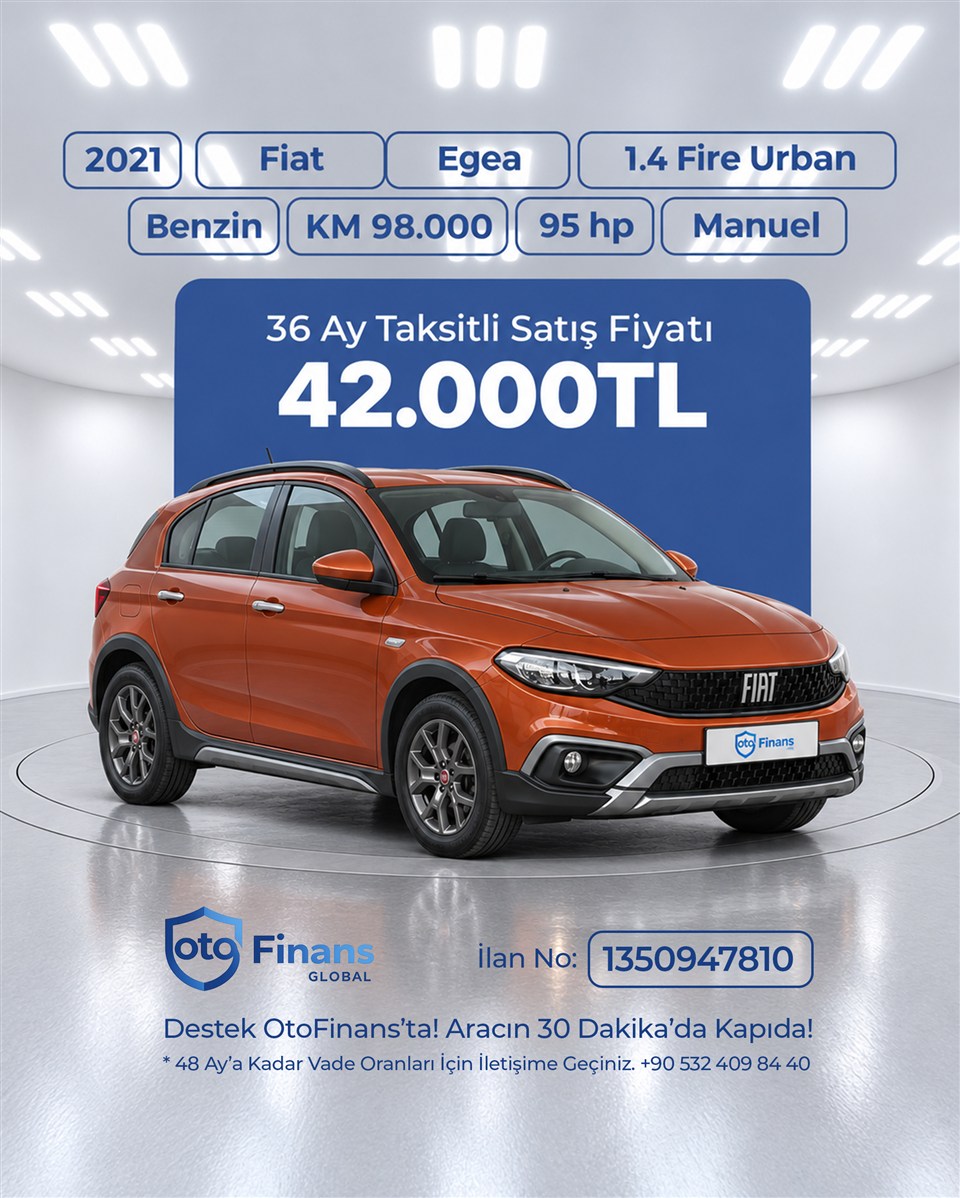 2021 Fiat Egea 1.4 Fire Urban
Benzin KM 98.000 95 hp Manuel
36 Ay Taksitli Satış Fiyatı
42.000TL
FIAT
oto Finans
oto Finans
GLOBAL
İlan No: 1350947810
Destek OtoFinans'ta! Aracın 30 Dakika'da Kapıda!
* 48 Ay'a Kadar Vade Oranları İçin İletişime Geçiniz. +90 532 409 84 40